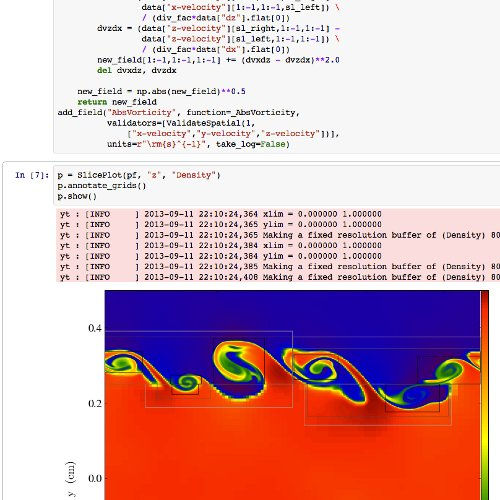 data["x-velocity"][1:-1,1:-1,sl_left]) \
/ (div_fac*data["dz"].flat[0])
dvzdx = (data["z-velocity"][sl_right,1:-1,1:-1] -
data["z-velocity"][sl_left,1:-1,1:-1]) \
/ (div_fac*data["dx"].flat[0])
new_field[1:-1,1:-1,1:-1] += (dvxdz - dvzdx)**2.0
del dvxdz, dvzdx
new_field = np.abs(new_field)**0.5
return new_field
add_field("AbsVorticity", function=_AbsVorticity,
validators=[ValidateSpatial(1,
["x-velocity","y-velocity","z-velocity"])],
units=r"\rm{s}^{-1}", take_log=False)
In [7]: p = SlicePlot(pf, "z", "Density")
p.annotate_grids()
p.show()
yt : [INFO     ] 2013-09-11 22:10:24,364 xlim = 0.000000 1.000000
yt : [INFO     ] 2013-09-11 22:10:24,365 ylim = 0.000000 1.000000
yt : [INFO     ] 2013-09-11 22:10:24,365 Making a fixed resolution buffer of (Density) 80
yt : [INFO     ] 2013-09-11 22:10:24,384 xlim = 0.000000 1.000000
yt : [INFO     ] 2013-09-11 22:10:24,384 ylim = 0.000000 1.000000
yt : [INFO     ] 2013-09-11 22:10:24,385 Making a fixed resolution buffer of (Density) 80
yt : [INFO     ] 2013-09-11 22:10:24,408 Making a fixed resolution buffer of (Density) 80
0.4
0.2
0.0
y (cm)